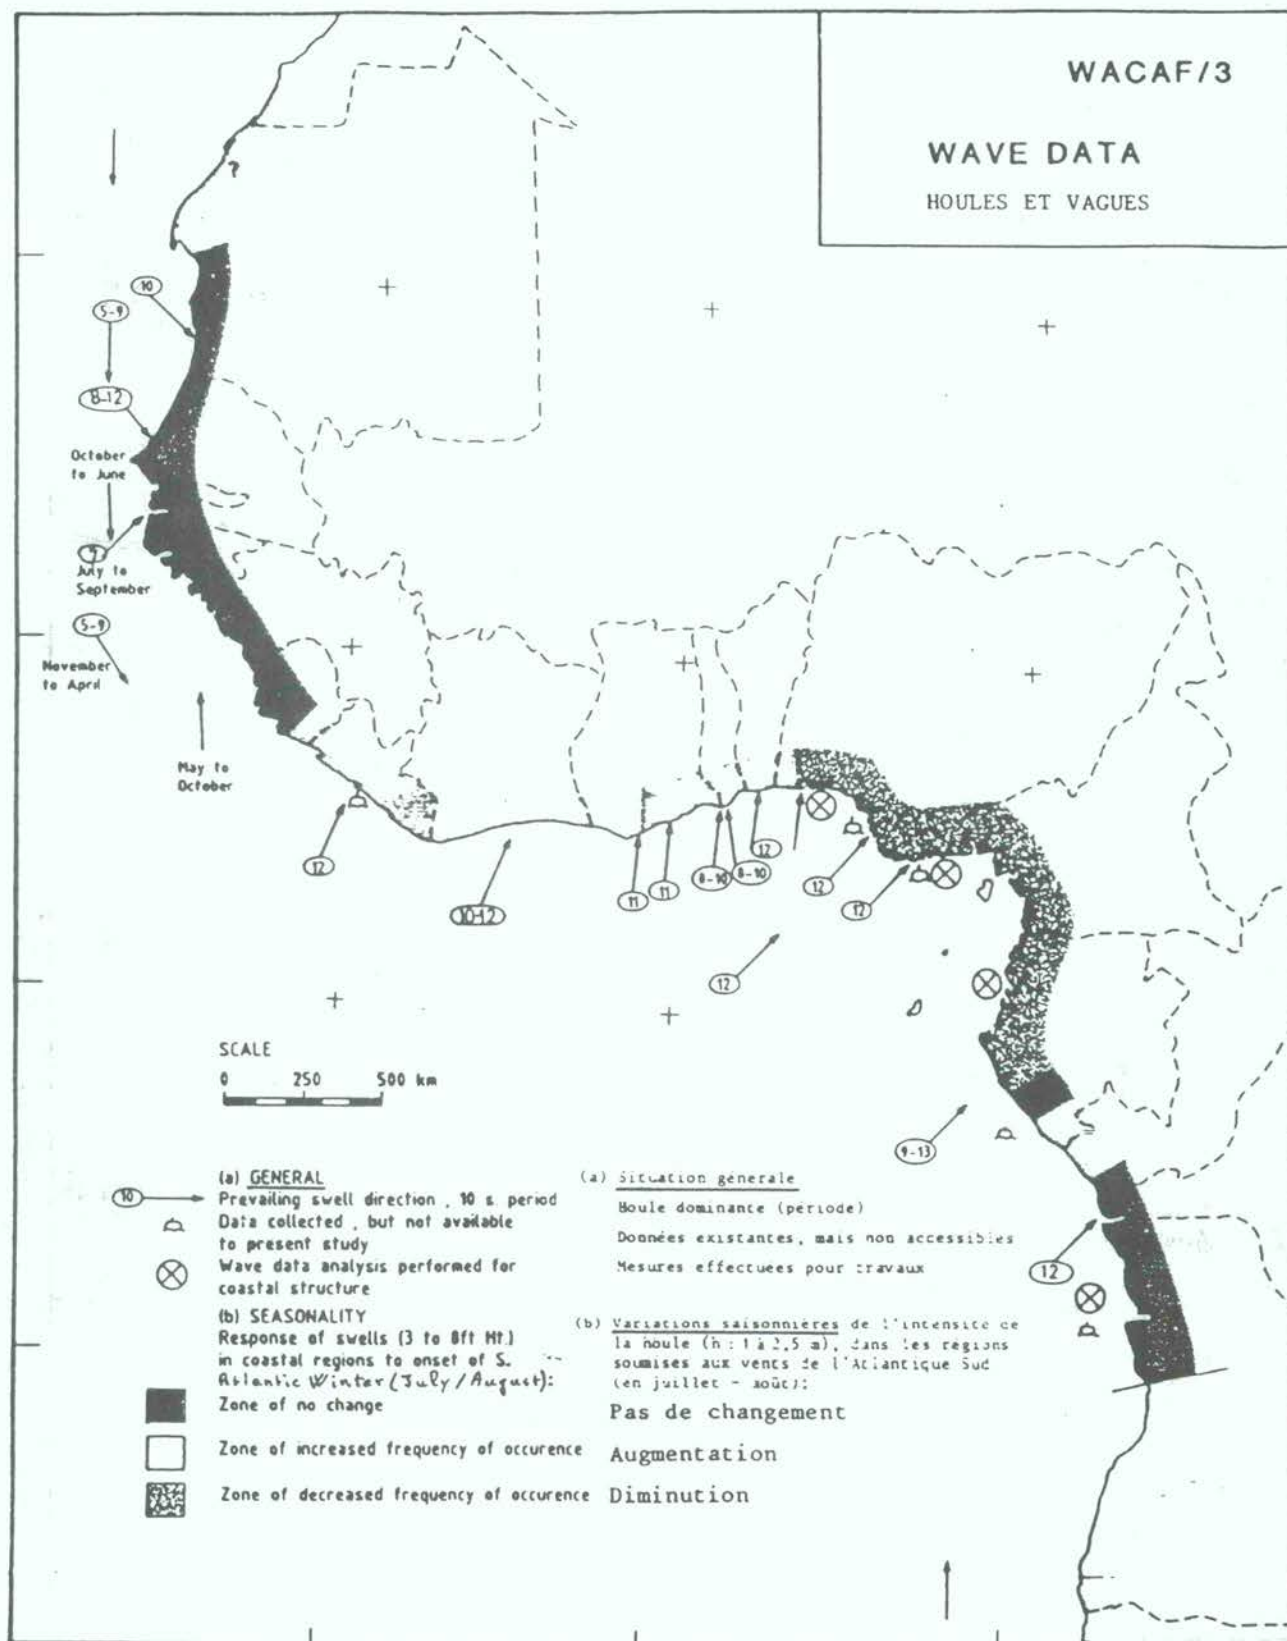 WACAF/3
WAVE DATA
HOULES ET VAGUES
?
10
5-9
8-12
October
to June
July to
September
5-9
November
to April
May to
October
12
10-12
11
11
8-10
8-10
12
12
12
12
9-13
12
SCALE
0 250 500 km
(a) GENERAL
10 Prevailing swell direction, 10 s. period
Data collected, but not available
to present study
Wave data analysis performed for
coastal structure
(b) SEASONALITY
Response of swells (3 to 8ft Ht.)
in coastal regions to onset of S.
Atlantic Winter (July/August):
Zone of no change
Zone of increased frequency of occurence
Zone of decreased frequency of occurence
(a) Situation générale
Houle dominance (période)
Données existantes, mais non accessibles
Mesures effectuées pour travaux
(b) Variations saisonnières de l'intensité de
la houle (h : 1 à 2,5 m), dans les régions
soumises aux vents de l'Atlantique Sud
(en juillet - août):
Pas de changement
Augmentation
Diminution